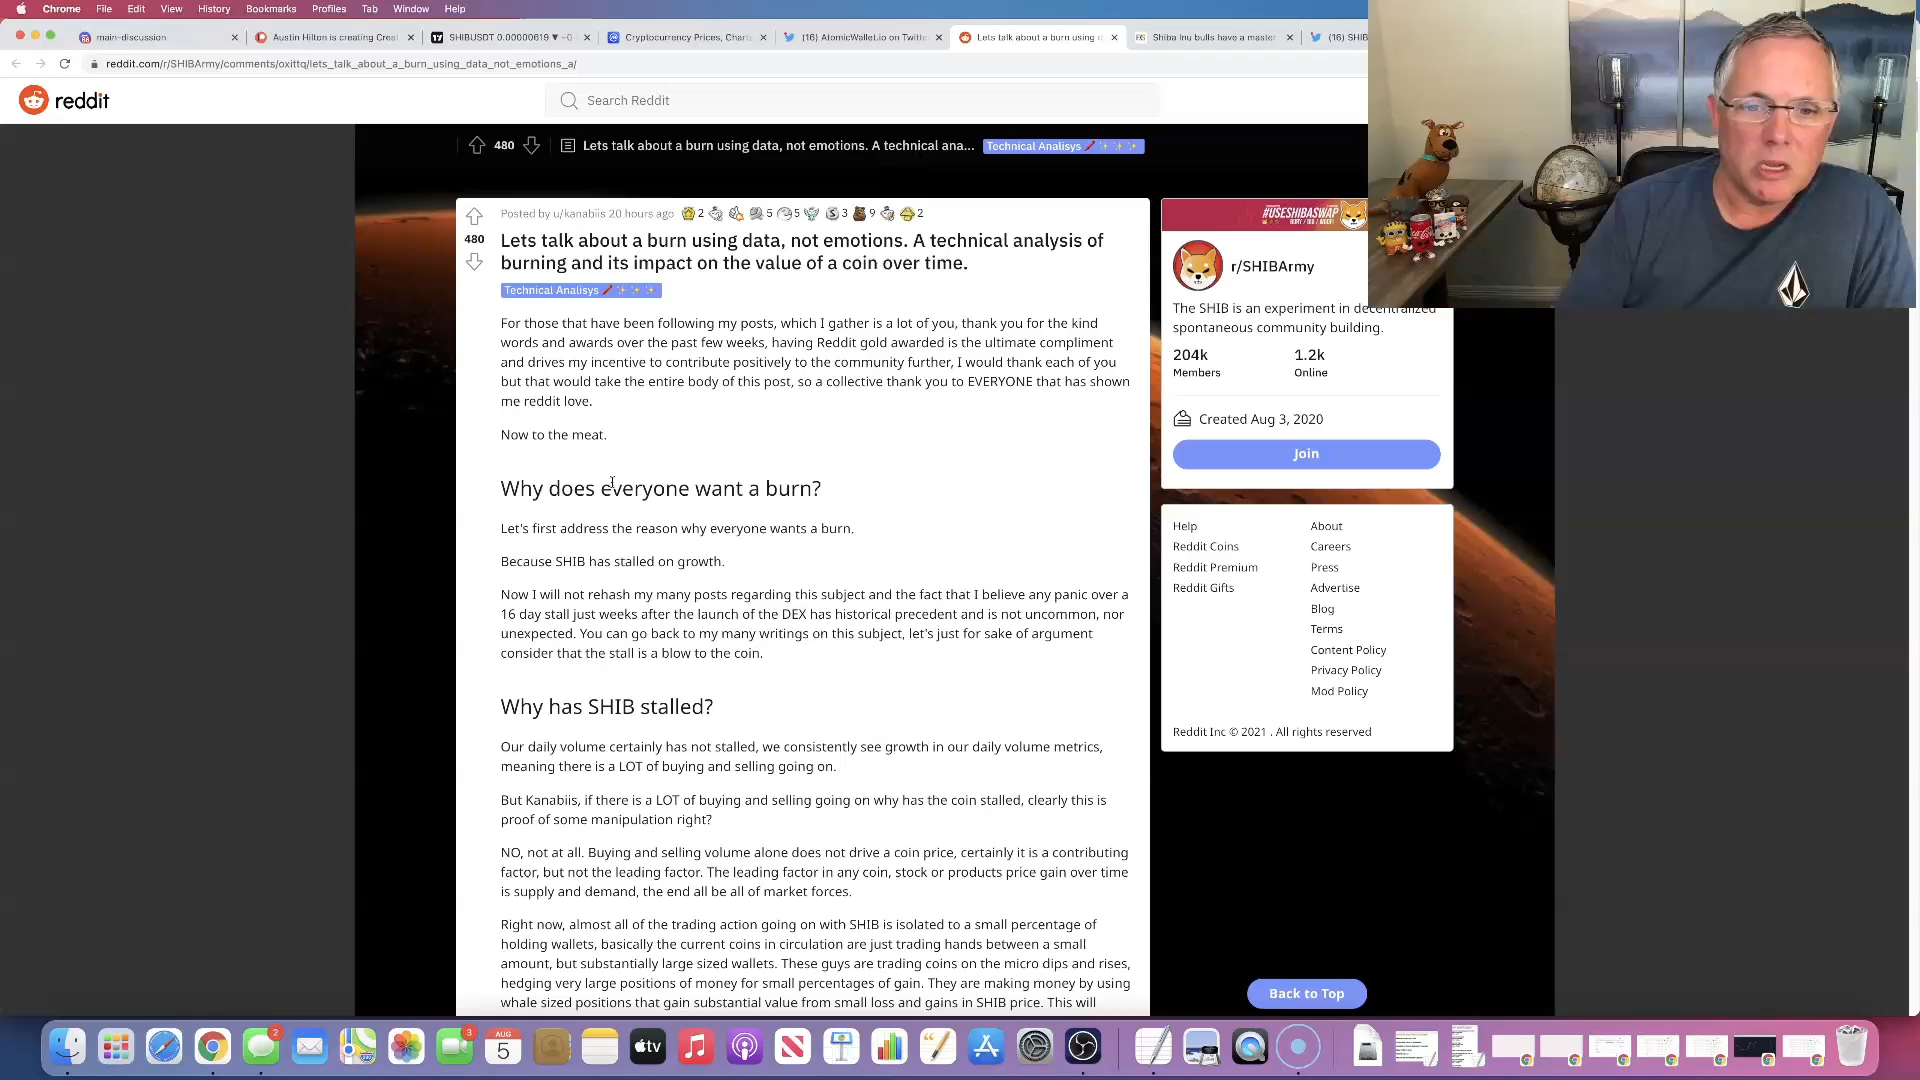 Chrome File Edit View History Bookmarks Profiles Tab Window Help
main-discussion
Austin Hilton is creating Crea
SHIBUSDT 0.00000619 ▼ −0
Cryptocurrency Prices, Chart
(16) AtomicWallet.io on Twitte
Lets talk about a burn using d
Shiba Inu bulls have a master
(16) SHIB
reddit.com/r/SHIBArmy/comments/oxittq/lets_talk_about_a_burn_using_data_not_emotions_a/
reddit
Search Reddit
480
Lets talk about a burn using data, not emotions. A technical ana...
Technical Analisys
Posted by u/kanabiis 20 hours ago 2 5 5 3 9 2
480
Lets talk about a burn using data, not emotions. A technical analysis of
burning and its impact on the value of a coin over time.
Technical Analisys
For those that have been following my posts, which I gather is a lot of you, thank you for the kind
words and awards over the past few weeks, having Reddit gold awarded is the ultimate compliment
and drives my incentive to contribute positively to the community further, I would thank each of you
but that would take the entire body of this post, so a collective thank you to EVERYONE that has shown
me reddit love.
Now to the meat.
Why does everyone want a burn?
Let's first address the reason why everyone wants a burn.
Because SHIB has stalled on growth.
Now I will not rehash my many posts regarding this subject and the fact that I believe any panic over a
16 day stall just weeks after the launch of the DEX has historical precedent and is not uncommon, nor
unexpected. You can go back to my many writings on this subject, let's just for sake of argument
consider that the stall is a blow to the coin.
Why has SHIB stalled?
Our daily volume certainly has not stalled, we consistently see growth in our daily volume metrics,
meaning there is a LOT of buying and selling going on.
But Kanabiis, if there is a LOT of buying and selling going on why has the coin stalled, clearly this is
proof of some manipulation right?
NO, not at all. Buying and selling volume alone does not drive a coin price, certainly it is a contributing
factor, but not the leading factor. The leading factor in any coin, stock or products price gain over time
is supply and demand, the end all be all of market forces.
Right now, almost all of the trading action going on with SHIB is isolated to a small percentage of
holding wallets, basically the current coins in circulation are just trading hands between a small
amount, but substantially large sized wallets. These guys are trading coins on the micro dips and rises,
hedging very large positions of money for small percentages of gain. They are making money by using
whale sized positions that gain substantial value from small loss and gains in SHIB price. This will
#USESHIBASWAP
r/SHIBArmy
The SHIB is an experiment in decentralized
spontaneous community building.
204k 1.2k
Members Online
Created Aug 3, 2020
Join
Help About
Reddit Coins Careers
Reddit Premium Press
Reddit Gifts Advertise
Blog
Terms
Content Policy
Privacy Policy
Mod Policy
Reddit Inc © 2021 . All rights reserved
Back to Top
2 3 AUG
5 tv